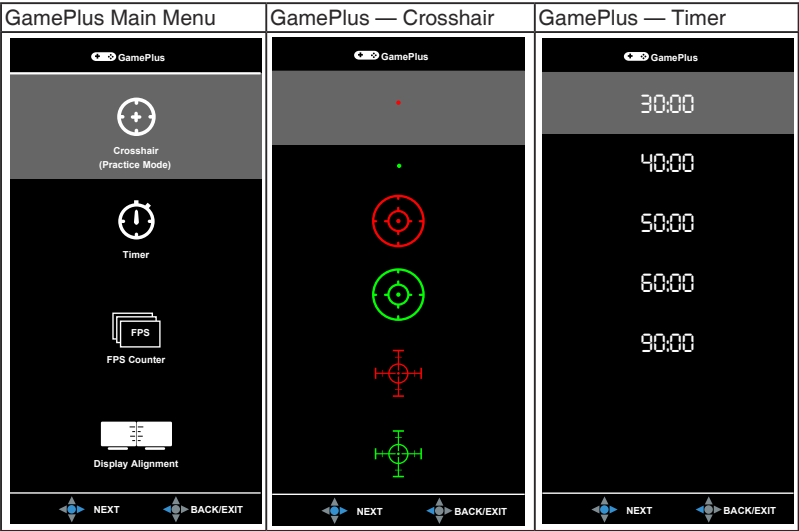 GamePlus Main Menu
GamePlus — Crosshair
GamePlus — Timer
GamePlus
Crosshair
(Practice Mode)
Timer
FPS
FPS Counter
Display Alignment
NEXT
BACK/EXIT
GamePlus
NEXT
BACK/EXIT
GamePlus
30:00
40:00
50:00
60:00
90:00
NEXT
BACK/EXIT